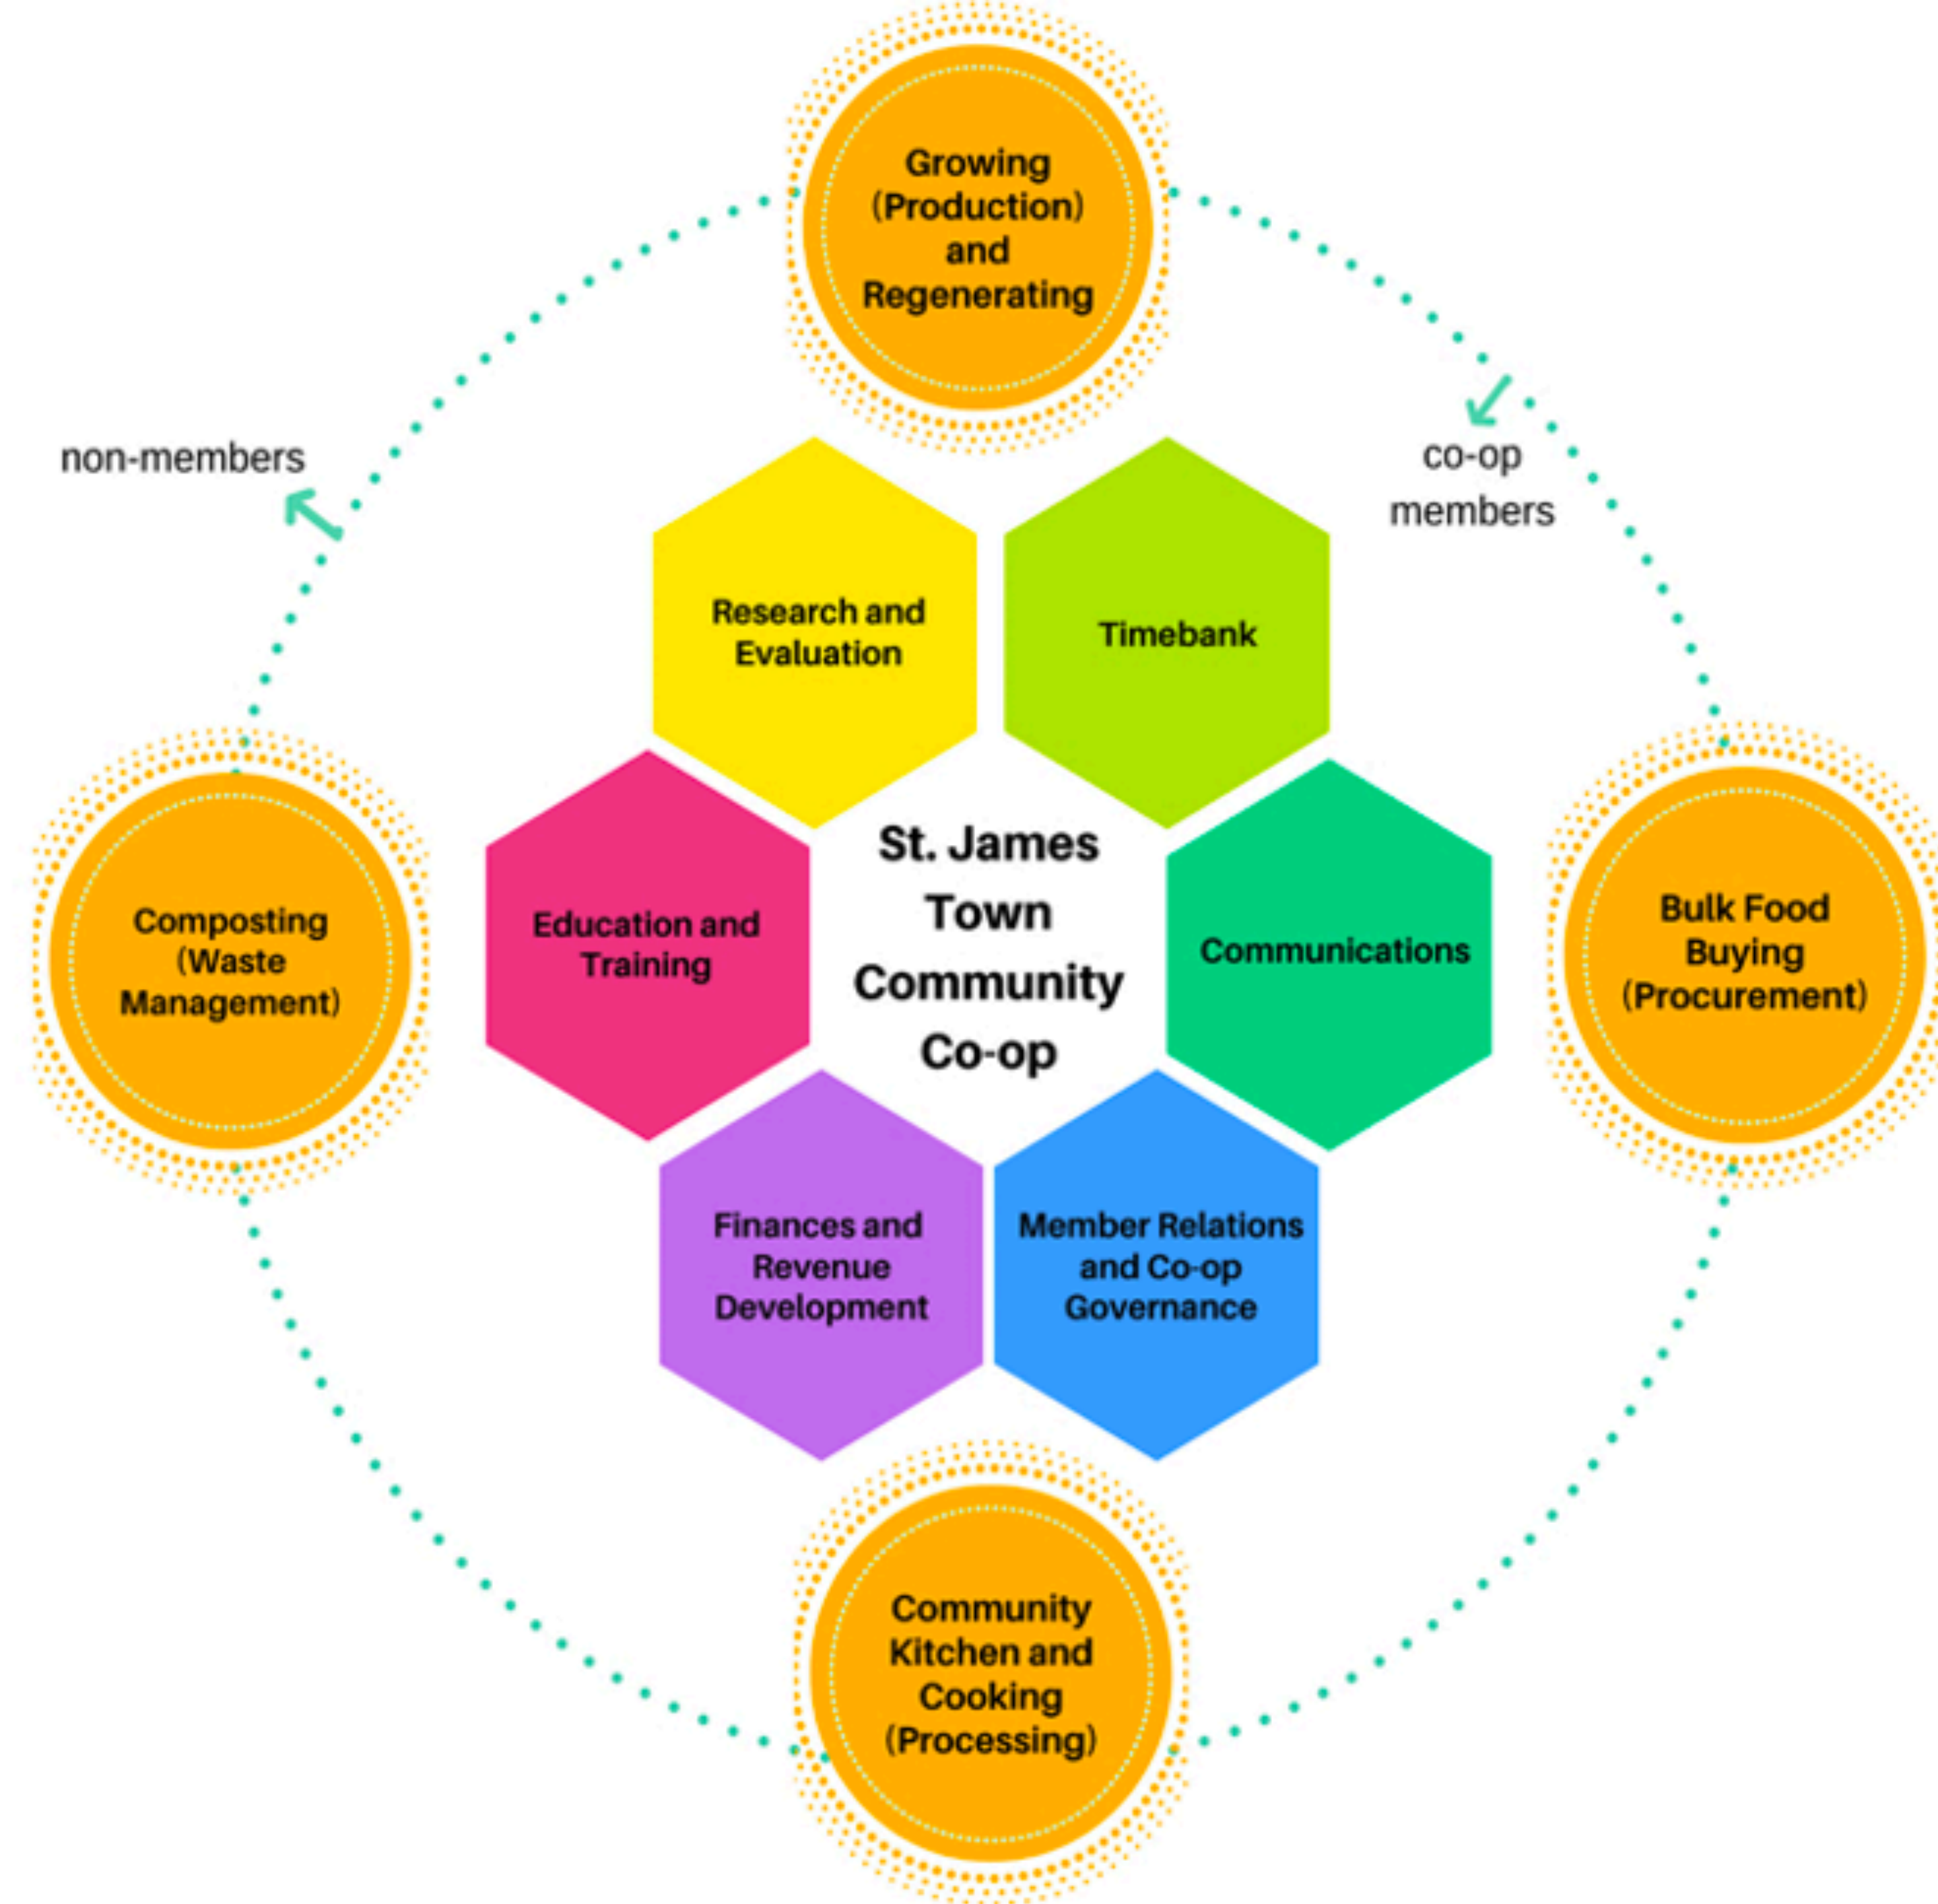 Growing
(Production)
and
Regenerating
non-members
co-op
members
Research and
Evaluation
Timebank
St. James
Town
Community
Co-op
Education and
Training
Communications
Composting
(Waste
Management)
Bulk Food
Buying
(Procurement)
Finances and
Revenue
Development
Member Relations
and Co-op
Governance
Community
Kitchen and
Cooking
(Processing)